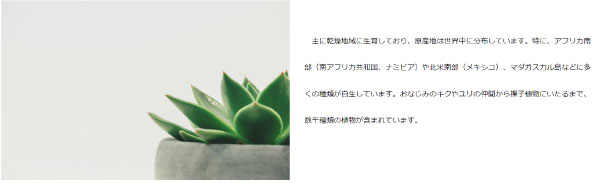 主に乾燥地域に生育しており、原産地は世界中に分布しています。特に、アフリカ南
部（南アフリカ共和国、ナミビア）や北米南部（メキシコ）、マダガスカル島などに多
くの種類が自生しています。おなじみのキクやユリの仲間から裸子植物にいたるまで、
数千種類の植物が含まれています。